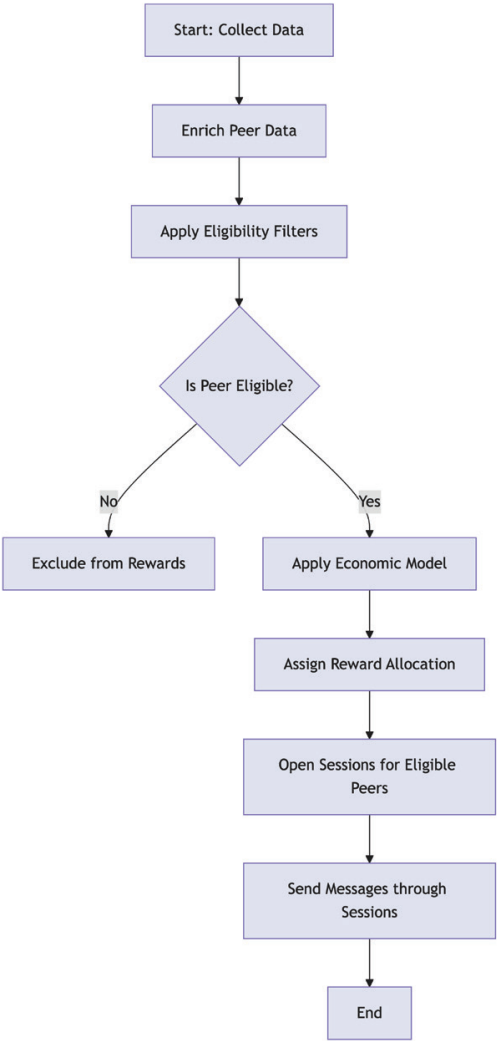 Start: Collect Data
Enrich Peer Data
Apply Eligibility Filters
Is Peer Eligible?
No
Yes
Exclude from Rewards
Apply Economic Model
Assign Reward Allocation
Open Sessions for Eligible
Peers
Send Messages through
Sessions
End